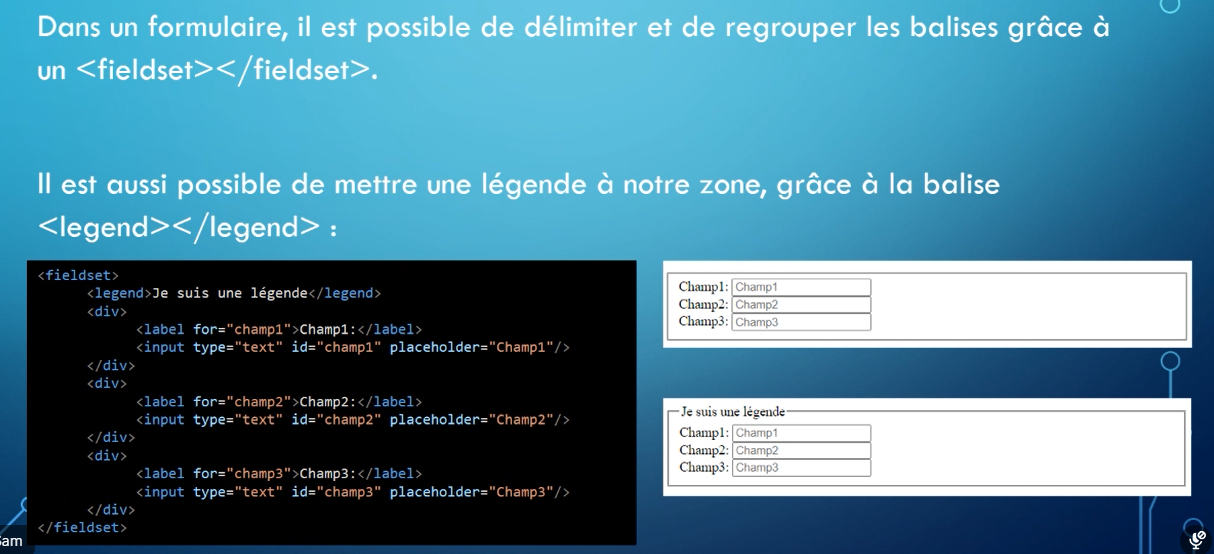 Dans un formulaire, il est possible de délimiter et de regrouper les balises grâce à
un <fieldset></fieldset>.
Il est aussi possible de mettre une légende à notre zone, grâce à la balise
<legend></legend> :
<fieldset>
<legend>Je suis une légende</legend>
<div>
<label for="champ1">Champ1:</label>
<input type="text" id="champ1" placeholder="Champ1"/>
</div>
<div>
<label for="champ2">Champ2:</label>
<input type="text" id="champ2" placeholder="Champ2"/>
</div>
<div>
<label for="champ3">Champ3:</label>
<input type="text" id="champ3" placeholder="Champ3"/>
</div>
</fieldset>
Champ1: Champ1
Champ2: Champ2
Champ3: Champ3
Je suis une légende
Champ1: Champ1
Champ2: Champ2
Champ3: Champ3
am